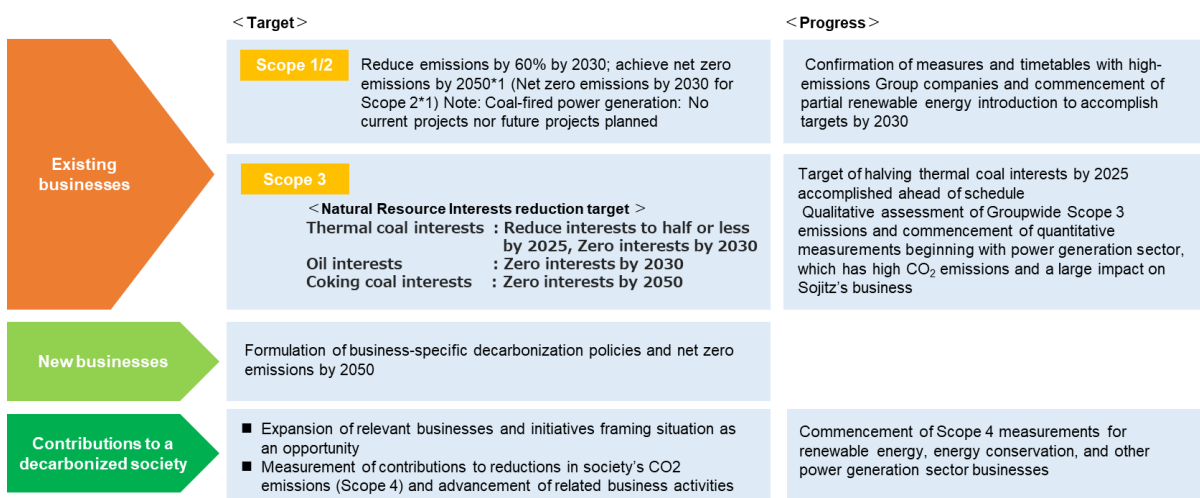 ＜Target＞
＜Progress＞
Existing
businesses
Scope 1/2
Reduce emissions by 60% by 2030; achieve net zero
emissions by 2050*1 (Net zero emissions by 2030 for
Scope 2*1) Note: Coal-fired power generation: No
current projects nor future projects planned
Confirmation of measures and timetables with high-
emissions Group companies and commencement of
partial renewable energy introduction to accomplish
targets by 2030
Scope 3
＜Natural Resource Interests reduction target ＞
Thermal coal interests : Reduce interests to half or less
by 2025, Zero interests by 2030
Oil interests : Zero interests by 2030
Coking coal interests : Zero interests by 2050
Target of halving thermal coal interests by 2025
accomplished ahead of schedule
Qualitative assessment of Groupwide Scope 3
emissions and commencement of quantitative
measurements beginning with power generation sector,
which has high CO₂ emissions and a large impact on
Sojitz's business
New businesses
Formulation of business-specific decarbonization policies and net zero
emissions by 2050
Contributions to a
decarbonized society
■ Expansion of relevant businesses and initiatives framing situation as
an opportunity
■ Measurement of contributions to reductions in society's CO2
emissions (Scope 4) and advancement of related business activities
Commencement of Scope 4 measurements for
renewable energy, energy conservation, and other
power generation sector businesses